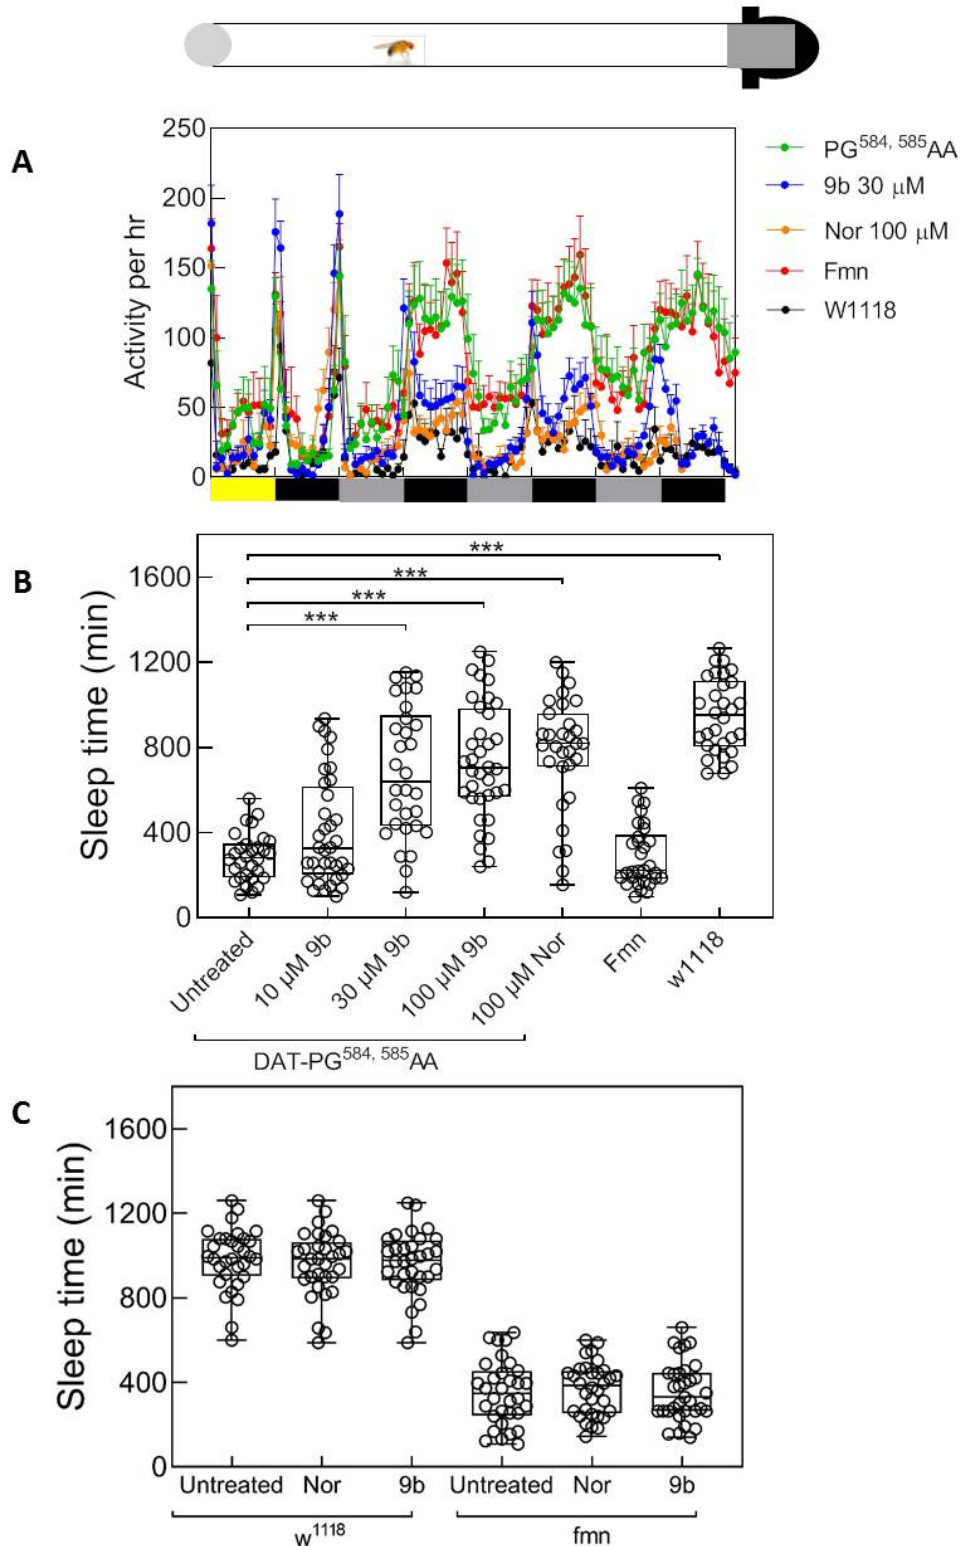 A
Activity per hr
250
200
150
100
50
0
PG584, 585AA
9b 30 μM
Nor 100 μM
Fmn
W1118
B
Sleep time (min)
1600
1200
800
400
0
***
***
***
***
Untreated
10 μM 9b
30 μM 9b
100 μM 9b
100 μM Nor
Fmn
w1118
DAT-PG584, 585AA
C
Sleep time (min)
1600
1200
800
400
0
Untreated Nor 9b Untreated Nor 9b
w1118 fmn